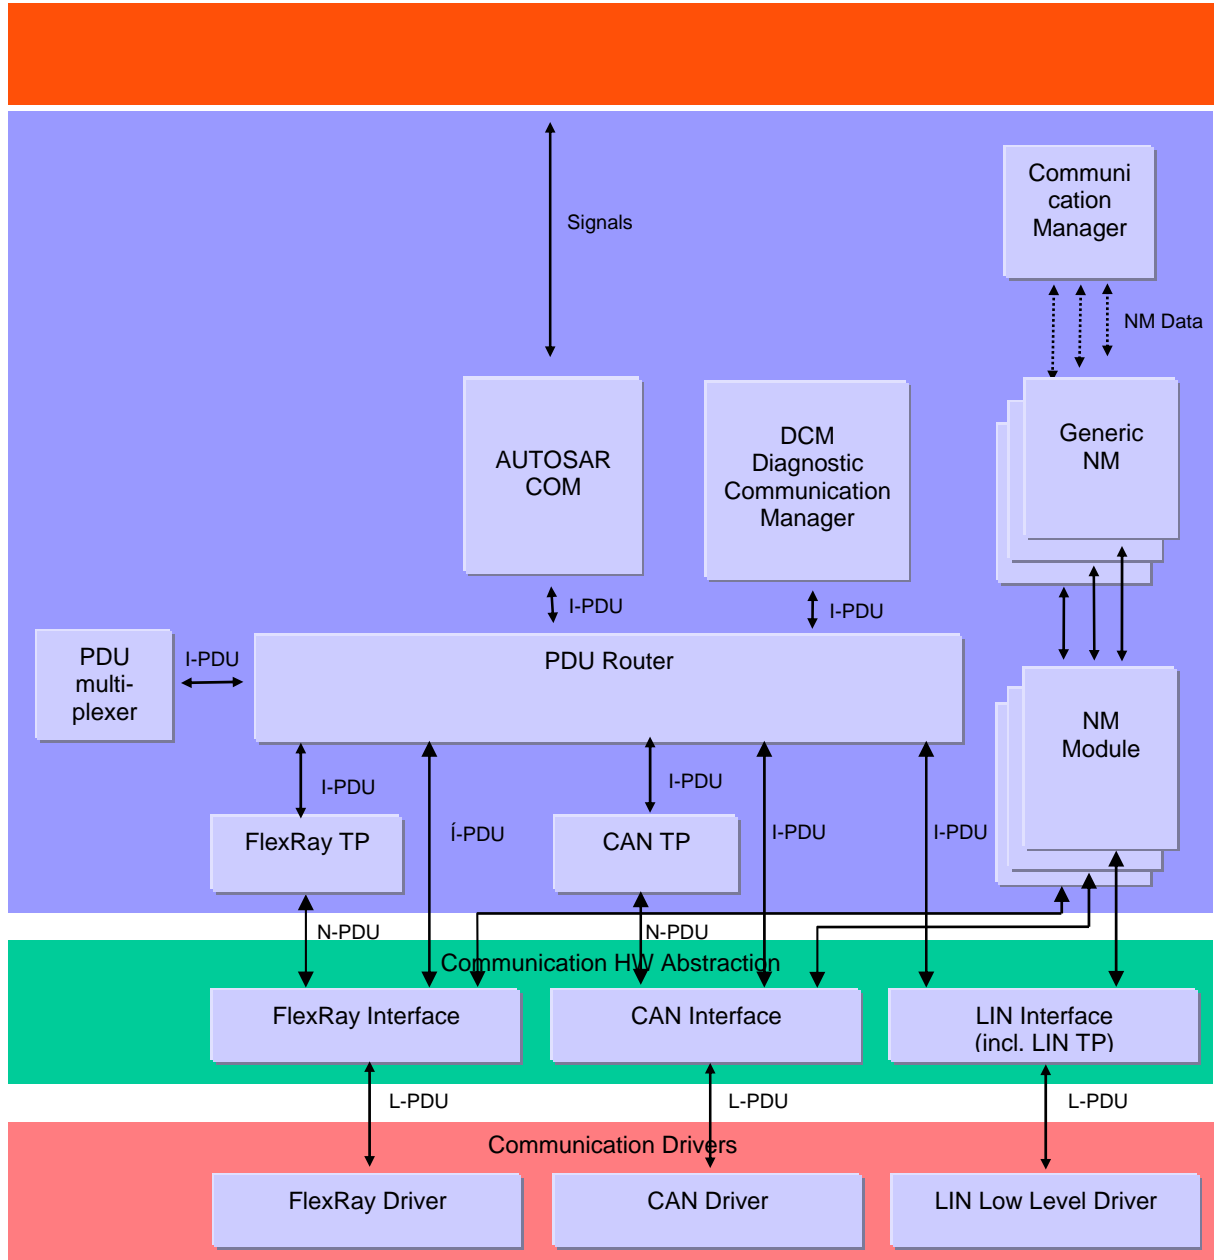 Communi
cation
Manager
Signals
NM Data
AUTOSAR
COM
DCM
Diagnostic
Communication
Manager
Generic
NM
I-PDU
I-PDU
PDU
multi-
plexer
I-PDU
PDU Router
NM
Module
I-PDU
I-PDU
FlexRay TP
Í-PDU
CAN TP
I-PDU
I-PDU
N-PDU
N-PDU
Communication HW Abstraction
FlexRay Interface
CAN Interface
LIN Interface
(incl. LIN TP)
L-PDU
L-PDU
L-PDU
Communication Drivers
FlexRay Driver
CAN Driver
LIN Low Level Driver